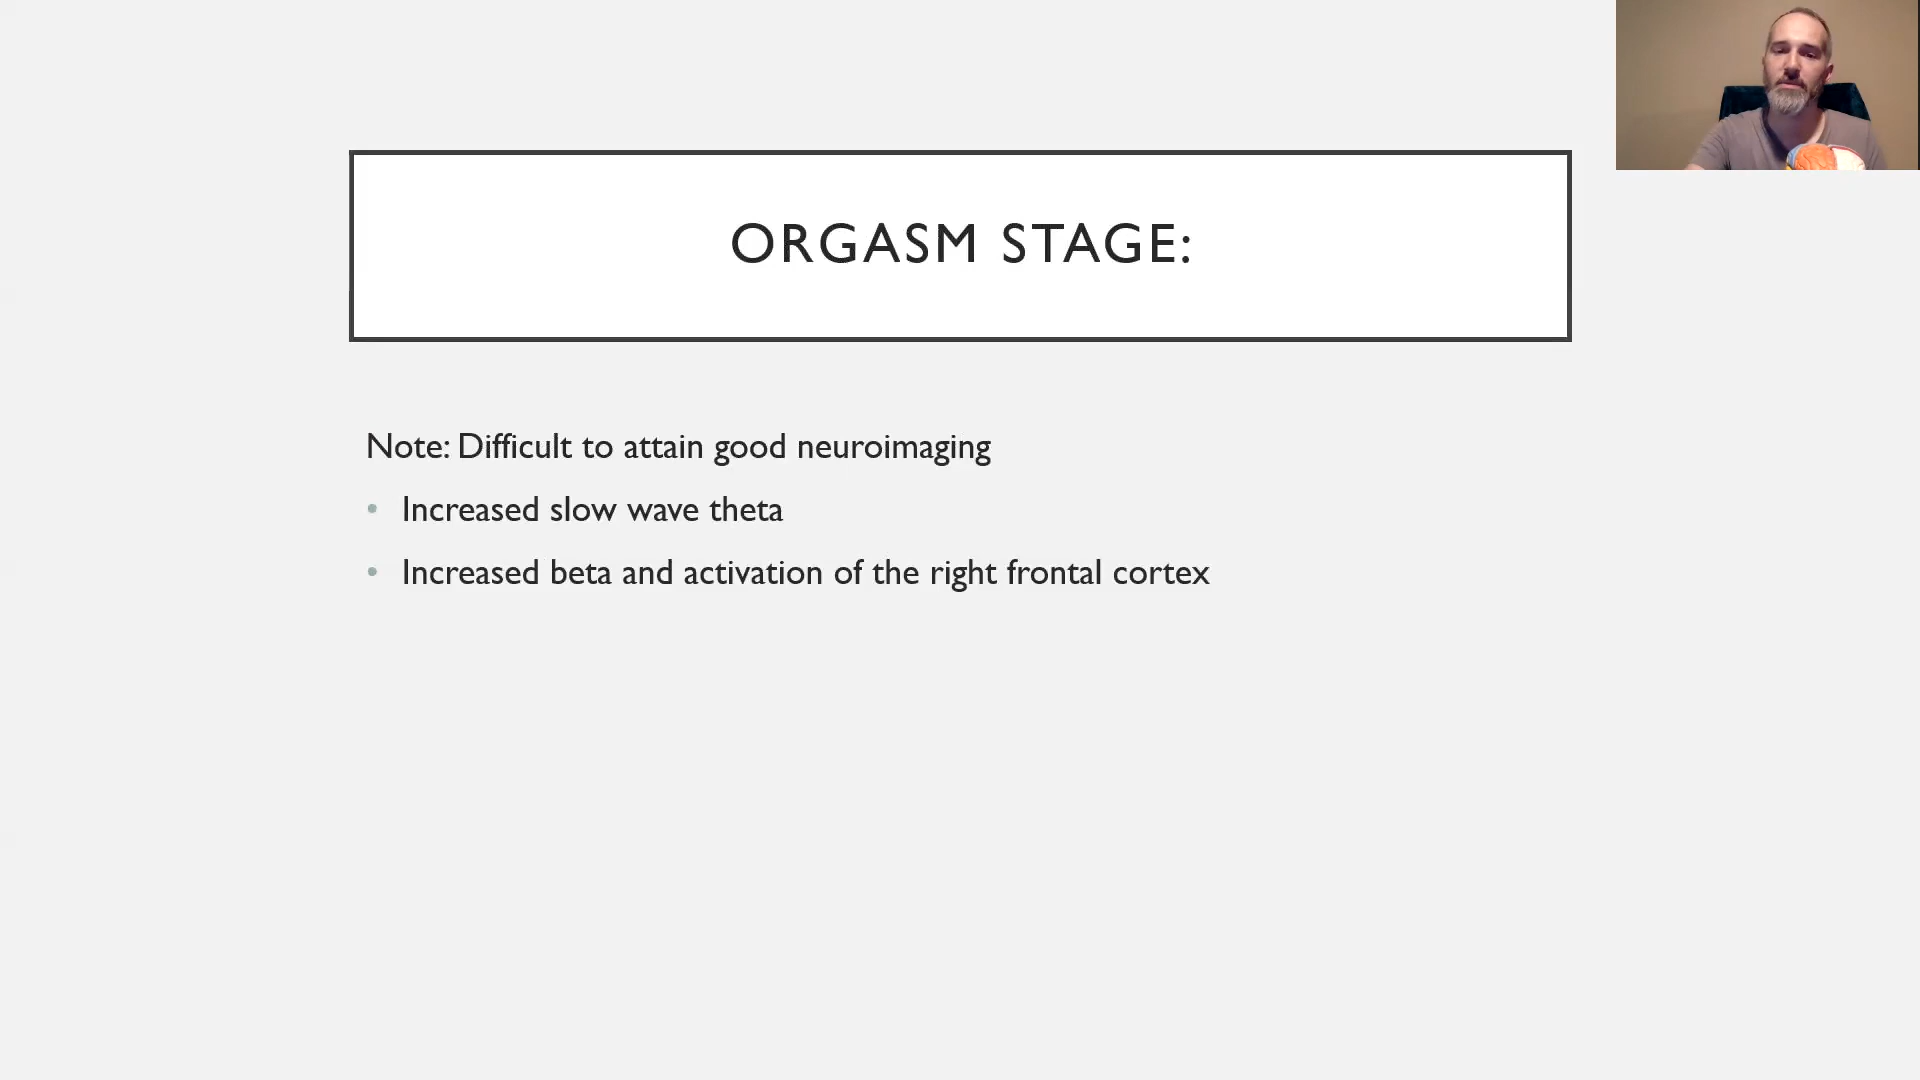 ORGASM STAGE:
Note: Difficult to attain good neuroimaging
• Increased slow wave theta
• Increased beta and activation of the right frontal cortex